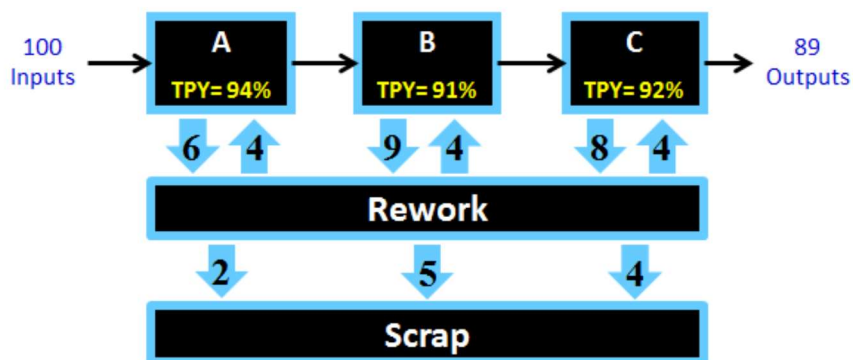 100
Inputs
A
TPY= 94%
B
TPY= 91%
C
TPY= 92%
89
Outputs
6 4 9 4 8 4
Rework
2 5 4
Scrap